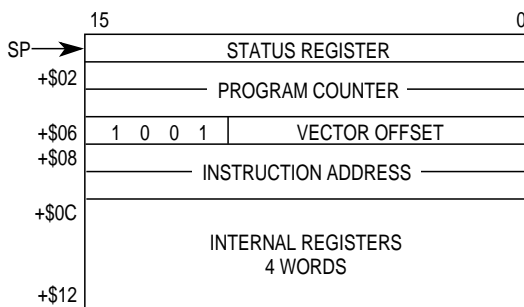 15 0
SP STATUS REGISTER
+$02
PROGRAM COUNTER
+$06 1 0 0 1 VECTOR OFFSET
+$08
INSTRUCTION ADDRESS
+$0C
INTERNAL REGISTERS
4 WORDS
+$12